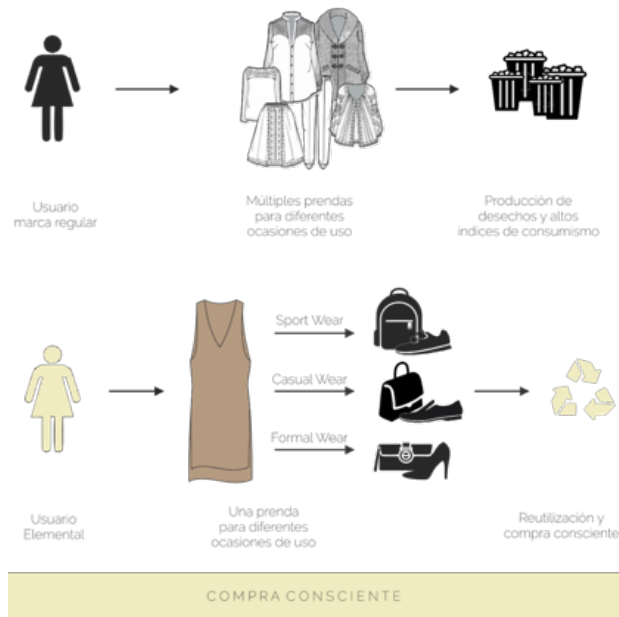 Usuario
marca regular
Múltiples prendas
para diferentes
ocasiones de uso
Producción de
desechos y altos
índices de consumismo
Sport Wear
Casual Wear
Formal Wear
Usuario
Elemental
Una prenda
para diferentes
ocasiones de uso
Reutilización y
compra consciente
COMPRA CONSCIENTE